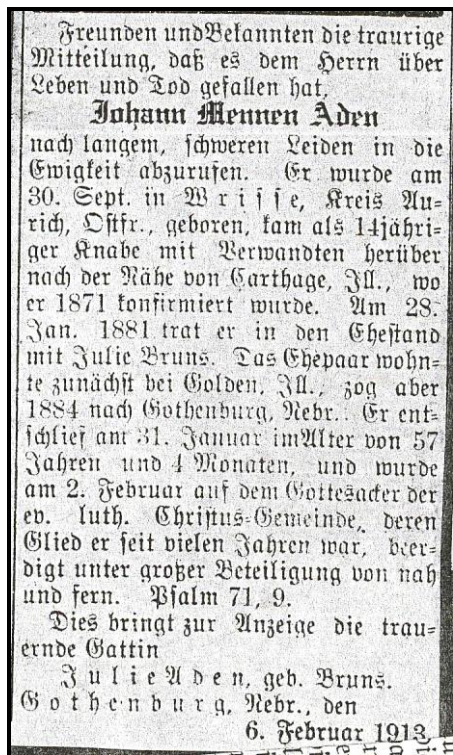 Freunden und Bekannten die traurige
Mitteilung, daß es dem Herrn über
Leben und Tod gefallen hat,
Johann Mennen Aden
nach langem, schweren Leiden in die
Ewigkeit abzurufen. Er wurde am
30. Sept. in Wrisse, Kreis Au=
rich, Ostfr., geboren, kam als 14jähri=
ger Knabe mit Verwandten herüber
nach der Nähe von Carthage, Ill., wo
er 1871 konfirmiert wurde. Am 28.
Jan. 1881 trat er in den Ehestand
mit Julie Bruns. Das Ehepaar wohn=
te zunächst bei Golden, Ill., zog aber
1884 nach Gothenburg, Nebr.. Er ent=
schlief am 31. Januar im Alter von 57
Jahren und 4 Monaten, und wurde
am 2. Februar auf dem Gottesacker der
ev. luth. Christus=Gemeinde, deren
Glied er seit vielen Jahren war, beer=
digt unter großer Beteiligung von nah
und fern. Psalm 71, 9.
Dies bringt zur Anzeige die trau=
ernde Gattin
Julie Aden, geb. Bruns.
Gothenburg, Nebr., den
6. Februar 1913.